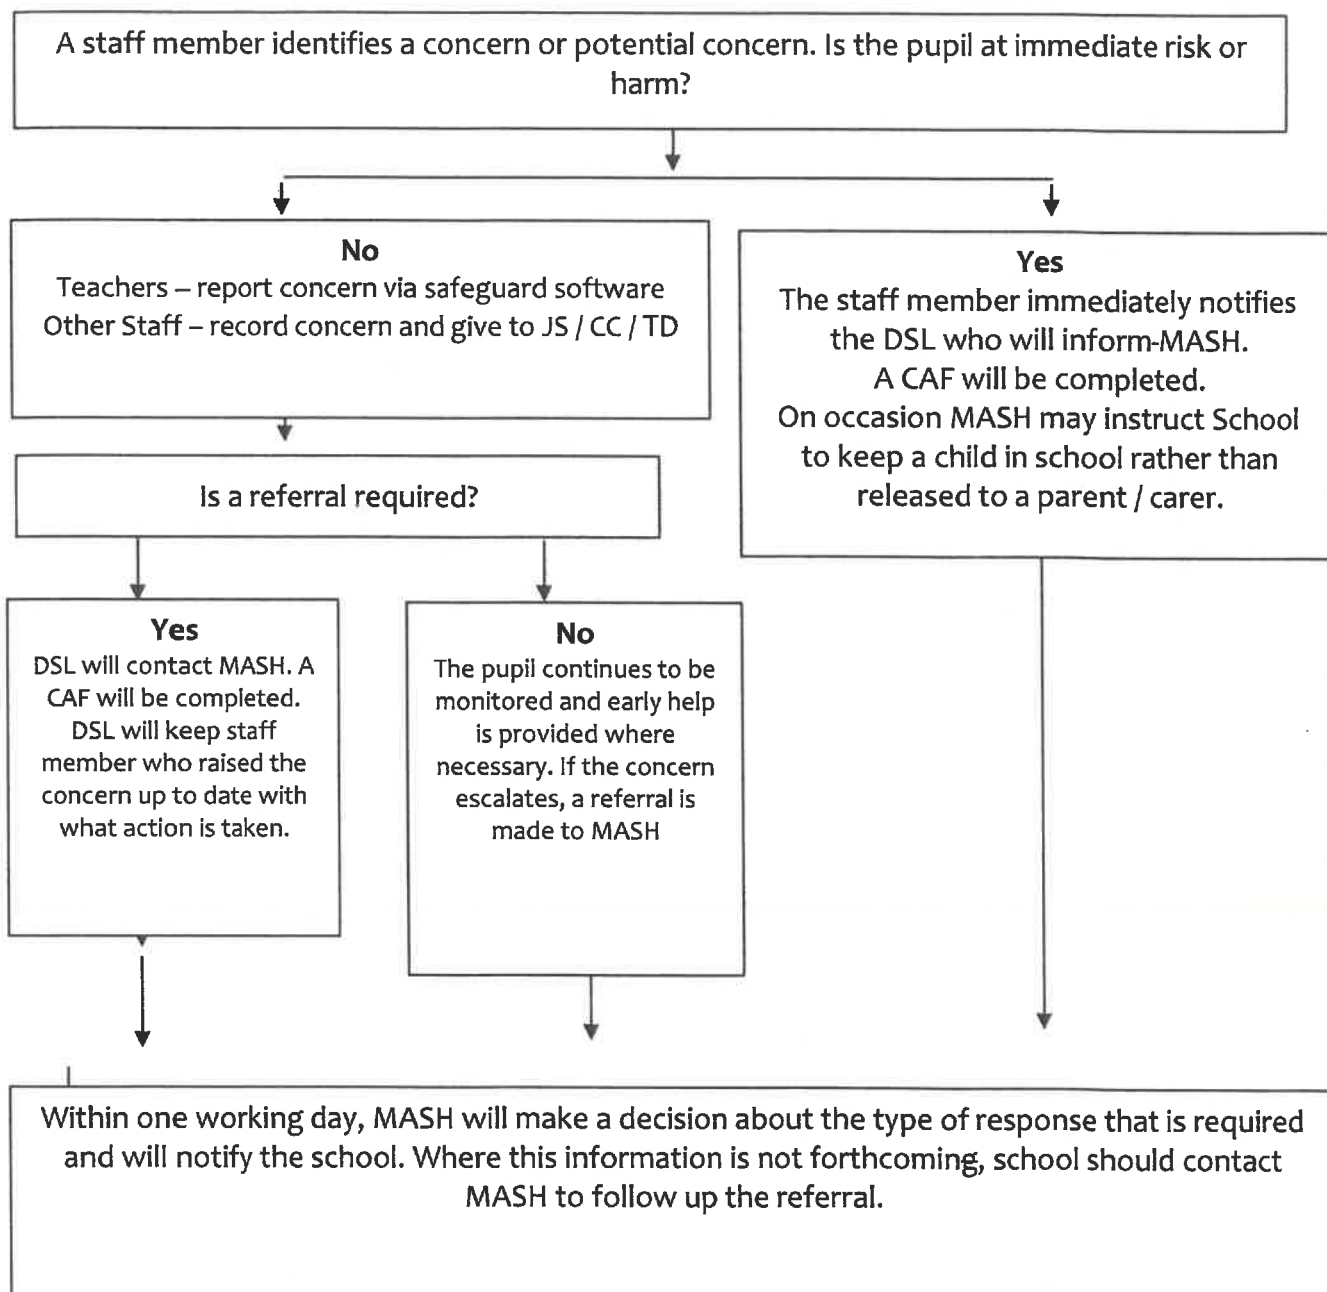 A staff member identifies a concern or potential concern. Is the pupil at immediate risk or
harm?
No
Teachers – report concern via safeguard software
Other Staff – record concern and give to JS / CC / TD
Yes
The staff member immediately notifies
the DSL who will inform-MASH.
A CAF will be completed.
On occasion MASH may instruct School
to keep a child in school rather than
released to a parent / carer.
Is a referral required?
Yes
DSL will contact MASH. A
CAF will be completed.
DSL will keep staff
member who raised the
concern up to date with
what action is taken.
No
The pupil continues to be
monitored and early help
is provided where
necessary. If the concern
escalates, a referral is
made to MASH
Within one working day, MASH will make a decision about the type of response that is required
and will notify the school. Where this information is not forthcoming, school should contact
MASH to follow up the referral.